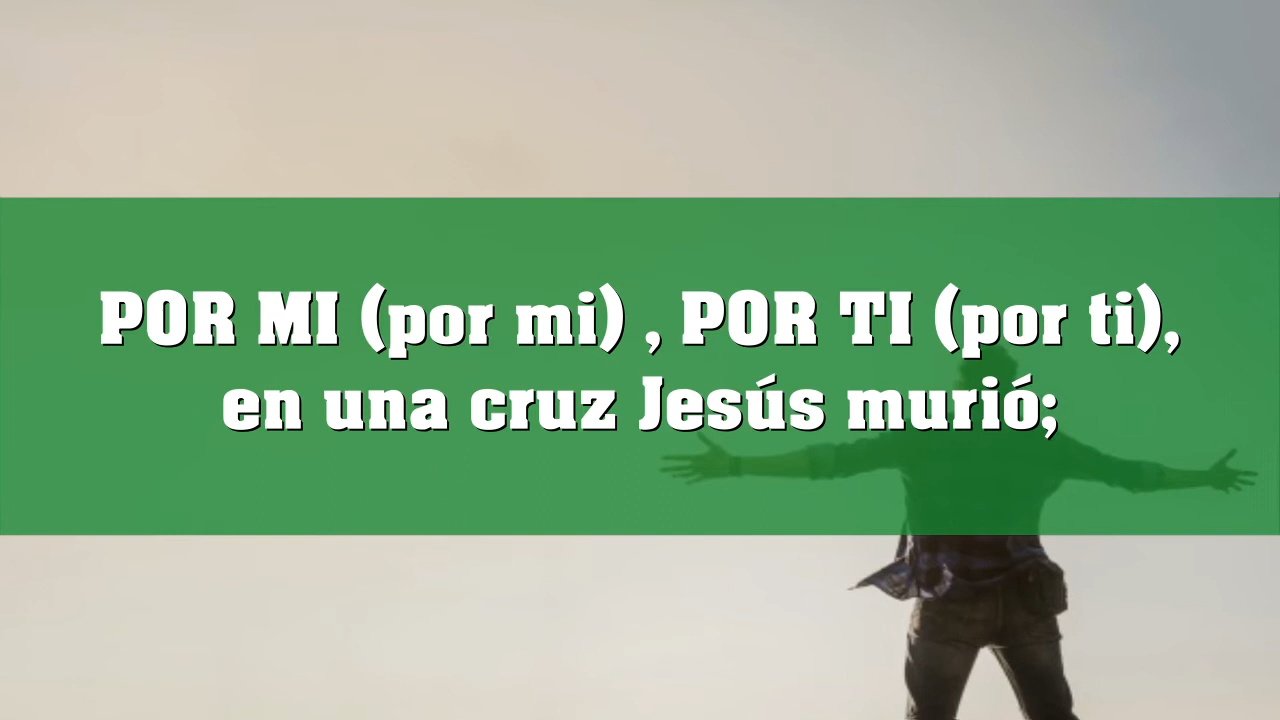 POR MI (por mi) , POR TI (por ti),
en una cruz Jesús murió;